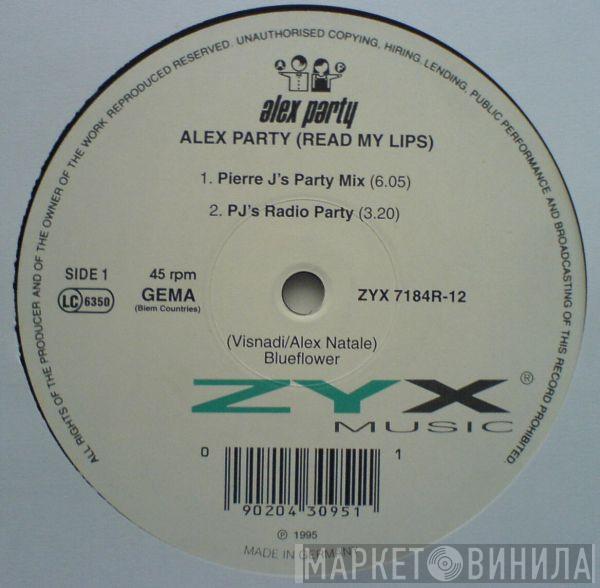 ALL RIGHTS OF THE PRODUCER AND OF THE OWNER OF THE WORK REPRODUCED RESERVED. UNAUTHORISED COPYING, HIRING, LENDING, PUBLIC PERFORMANCE AND BROADCASTING OF THIS RECORD PROHIBITED.
A P
alex party
ALEX PARTY (READ MY LIPS)
1. Pierre J's Party Mix (6.05)
2. PJ's Radio Party (3.20)
SIDE 1 45 rpm
LC 6350 GEMA ZYX 7184R-12
(Biem Countries)
(Visnadi/Alex Natale)
Blueflower
ZYX ®
MUSIC
0 1
90204 30951
℗ 1995
MADE IN GERMANY
МАРКЕТ ВИНИЛА